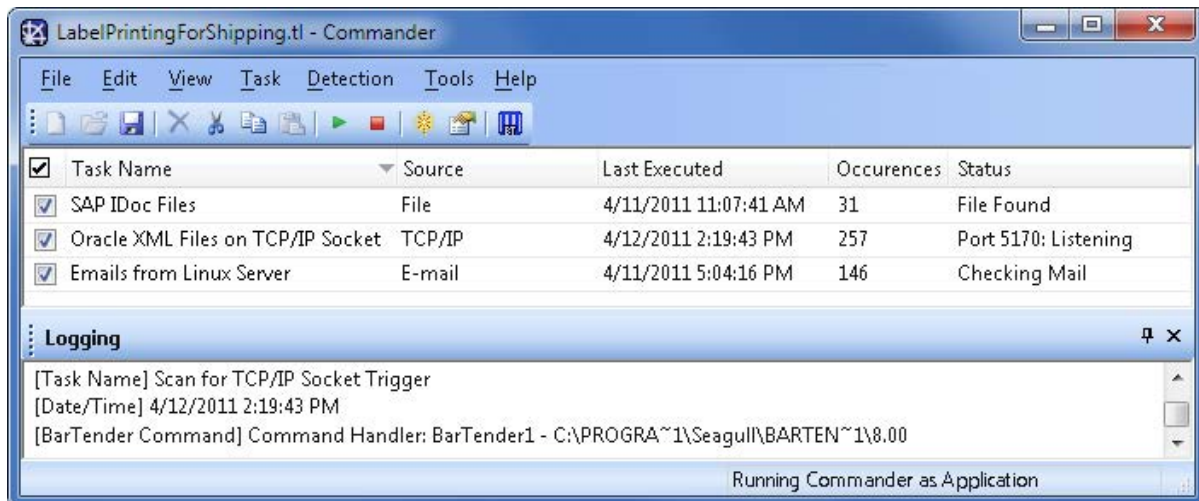 LabelPrintingForShipping.tl - Commander
File Edit View Task Detection Tools Help
Task Name Source Last Executed Occurences Status
SAP IDoc Files File 4/11/2011 11:07:41 AM 31 File Found
Oracle XML Files on TCP/IP Socket TCP/IP 4/12/2011 2:19:43 PM 257 Port 5170: Listening
Emails from Linux Server E-mail 4/11/2011 5:04:16 PM 146 Checking Mail
Logging
[Task Name] Scan for TCP/IP Socket Trigger
[Date/Time] 4/12/2011 2:19:43 PM
[BarTender Command] Command Handler: BarTender1 - C:\PROGRA~1\Seagull\BARTEN~1\8.00
Running Commander as Application